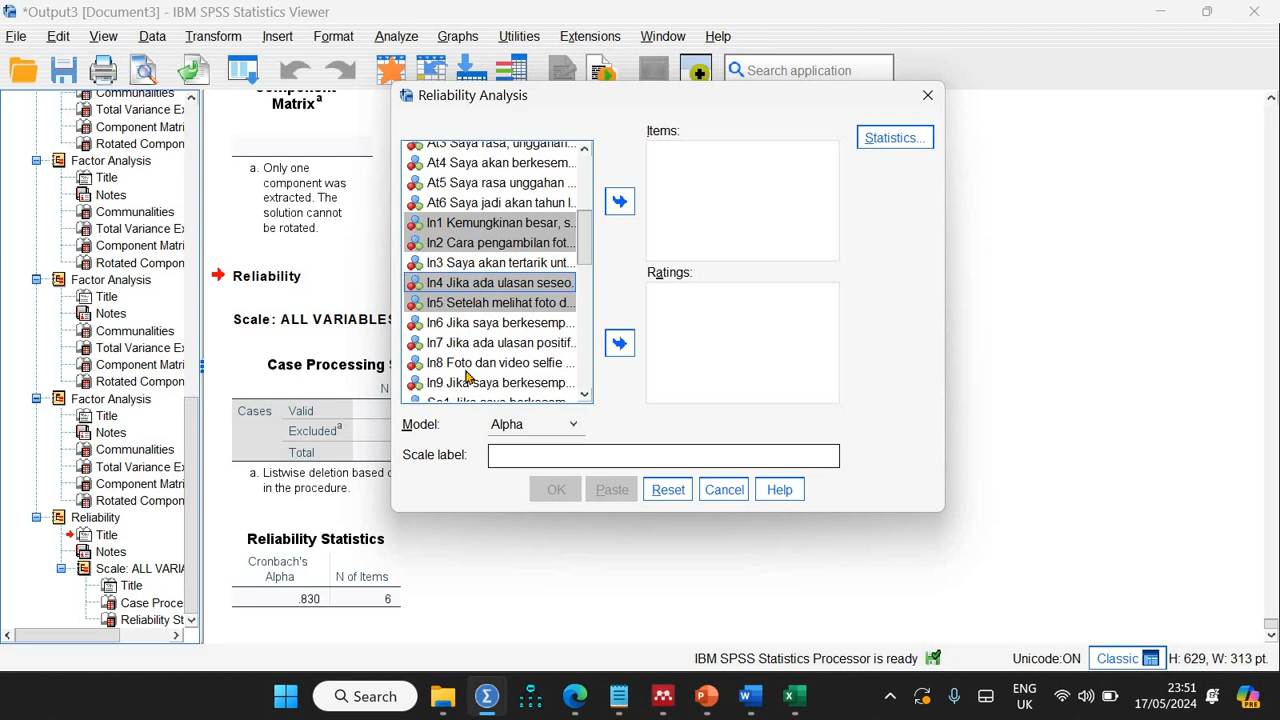 *Output3 [Document3] - IBM SPSS Statistics Viewer
File Edit View Data Transform Insert Format Analyze Graphs Utilities Extensions Window Help
Search application
Communalities
Total Variance Ex
Component Matri
Rotated Compon
Factor Analysis
Title
Notes
Communalities
Total Variance Ex
Component Matri
Rotated Compon
Factor Analysis
Title
Notes
Communalities
Total Variance Ex
Component Matri
Rotated Compon
Factor Analysis
Title
Notes
Communalities
Total Variance Ex
Component Matri
Rotated Compon
Reliability
Title
Notes
Scale: ALL VARIA
Title
Case Proce
Reliability St
Component
Matrixa
a. Only one
component was
extracted. The
solution cannot
be rotated.
Reliability
Scale: ALL VARIABLES
Case Processing
N
Cases Valid
Excludeda
Total
a. Listwise deletion based o
in the procedure.
Reliability Statistics
Cronbach's
Alpha N of Items
.830 6
Reliability Analysis
At3 Saya rasa, unggahan...
At4 Saya akan berkesem...
At5 Saya rasa unggahan ...
At6 Saya jadi akan tahun l...
In1 Kemungkinan besar, s...
In2 Cara pengambilan fot...
In3 Saya akan tertarik unt...
In4 Jika ada ulasan seseo...
In5 Setelah melihat foto d...
In6 Jika saya berkesemp...
In7 Jika ada ulasan positif...
In8 Foto dan video selfie ...
In9 Jika saya berkesemp...
Items:
Statistics...
Ratings:
Model: Alpha
Scale label:
OK Paste Reset Cancel Help
IBM SPSS Statistics Processor is ready Unicode:ON Classic H: 629, W: 313 pt.
Search
ENG
UK
23:51
17/05/2024
PRE